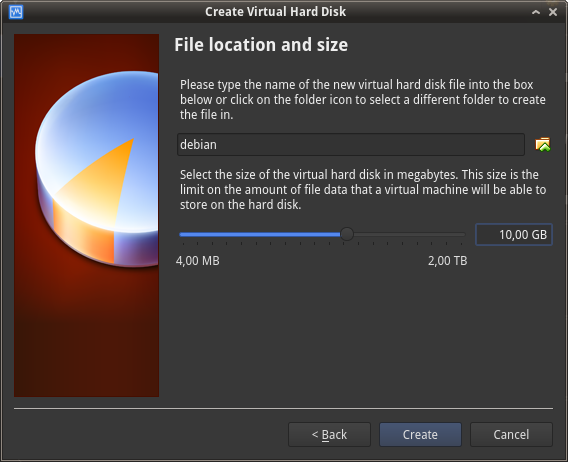 Create Virtual Hard Disk
File location and size
Please type the name of the new virtual hard disk file into the box
below or click on the folder icon to select a different folder to create
the file in.
debian
Select the size of the virtual hard disk in megabytes. This size is the
limit on the amount of file data that a virtual machine will be able to
store on the hard disk.
10,00 GB
4,00 MB
2,00 TB
< Back
Create
Cancel